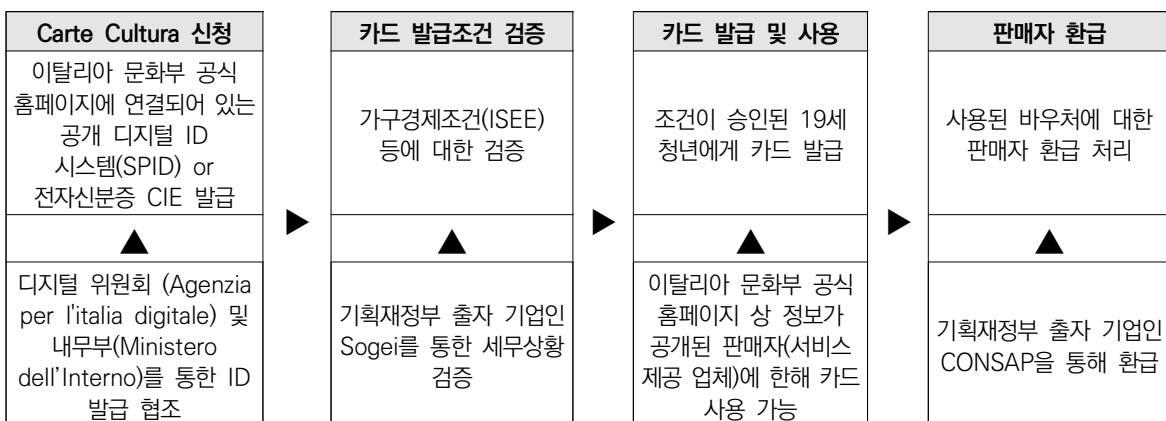 Carte Cultura 신청
이탈리아 문화부 공식
홈페이지에 연결되어 있는
공개 디지털 ID
시스템(SPID) or
전자신분증 CIE 발급
▲
디지털 위원회 (Agenzia
per l'italia digitale) 및
내무부(Ministero
dell’Interno)를 통한 ID
발급 협조
▶
카드 발급조건 검증
가구경제조건(ISEE)
등에 대한 검증
▲
기획재정부 출자 기업인
Sogei를 통한 세무상황
검증
▶
카드 발급 및 사용
조건이 승인된 19세
청년에게 카드 발급
▲
이탈리아 문화부 공식
홈페이지 상 정보가
공개된 판매자(서비스
제공 업체)에 한해 카드
사용 가능
▶
판매자 환급
사용된 바우처에 대한
판매자 환급 처리
▲
기획재정부 출자 기업인
CONSAP을 통해 환급